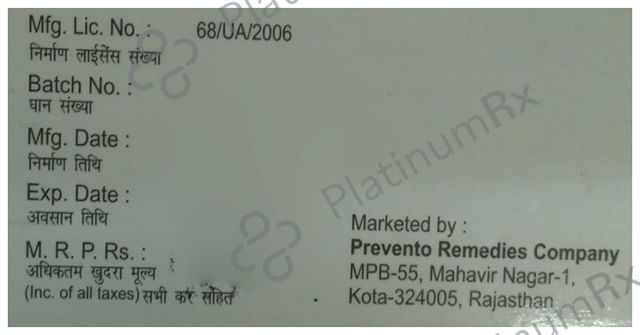 Mfg. Lic. No. : 68/UA/2006
निर्माण लाईसेंस संख्या
Batch No. :
घान संख्या
Mfg. Date :
निर्माण तिथि
Exp. Date :
अवसान तिथि
M. R. P. Rs. :
अधिकतम खुदरा मूल्य
(Inc. of all taxes) सभी कर सहित
Marketed by :
Prevento Remedies Company
MPB-55, Mahavir Nagar-1,
Kota-324005, Rajasthan
PlatinumRx
PlatinumRx